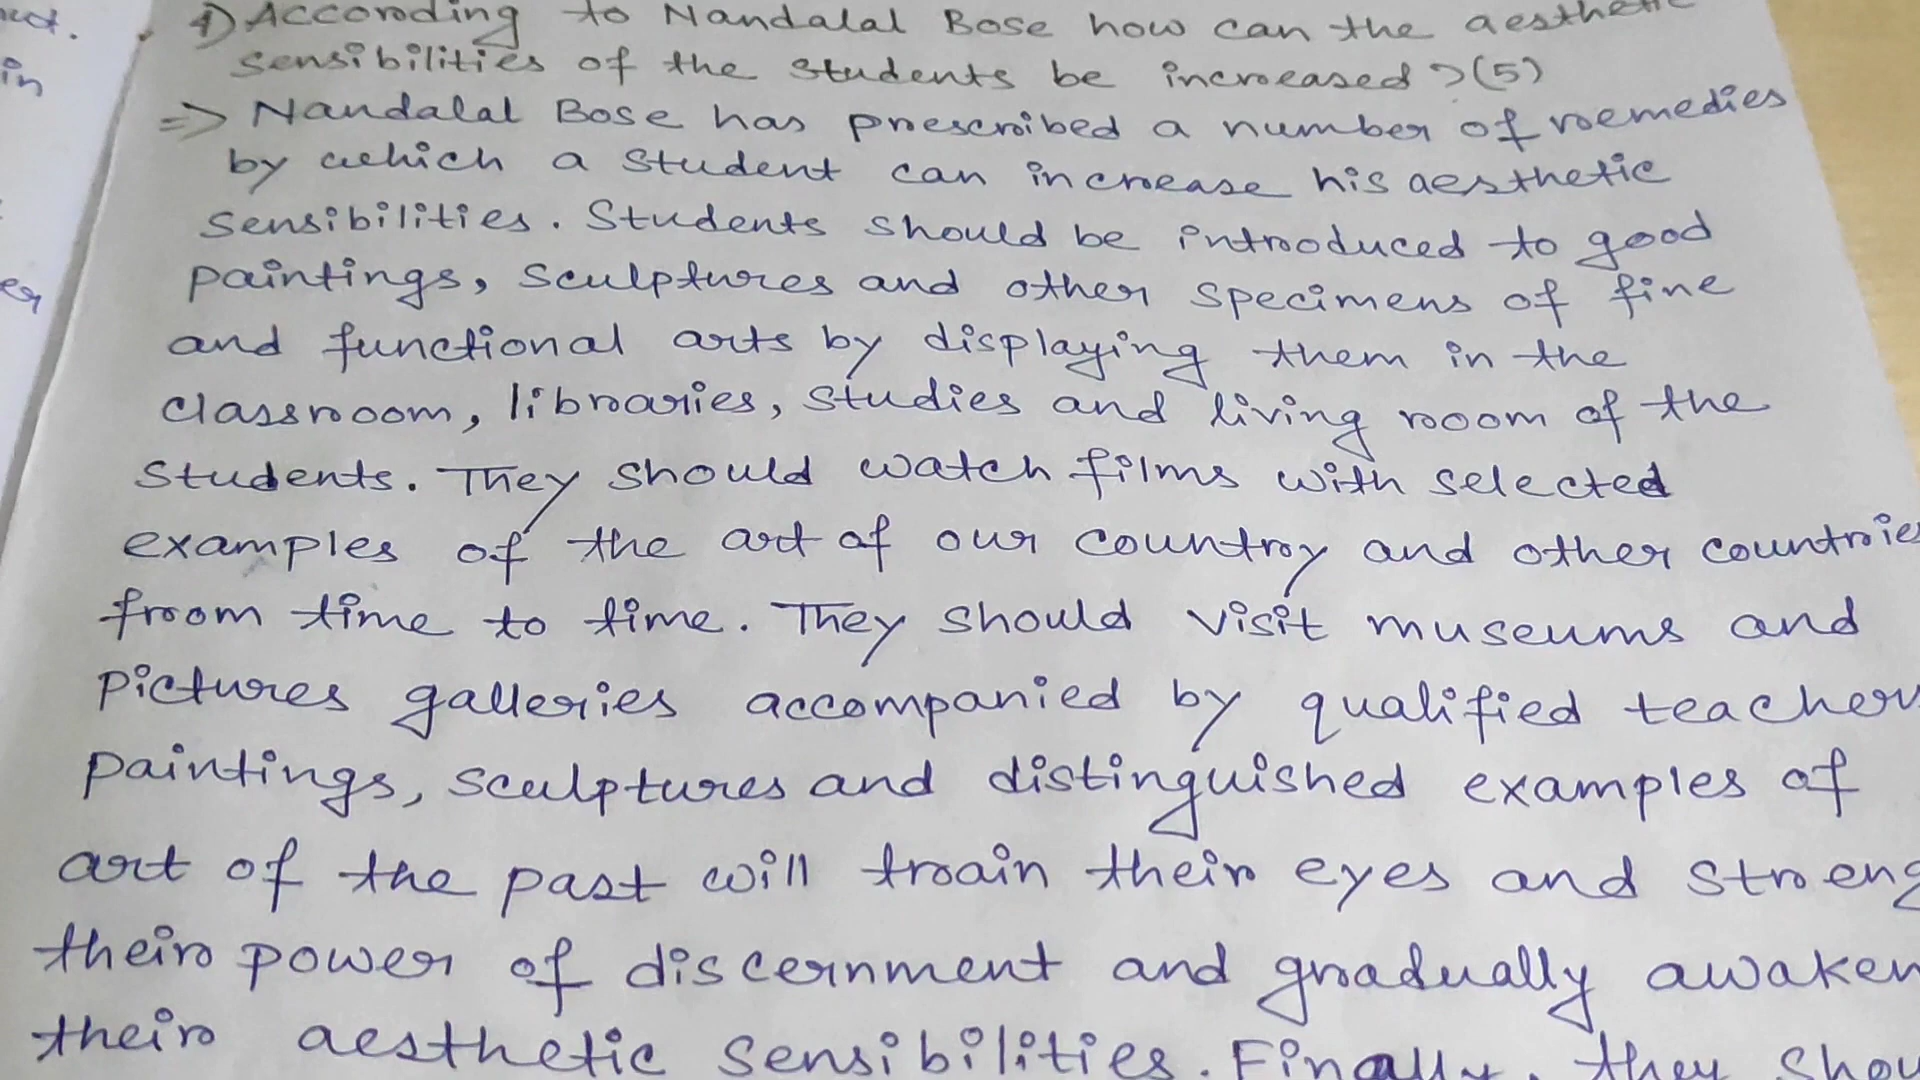 out.
in
er
1) According to Nandalal Bose how can the aesthetic
sensibilities of the students be increased ? (5)
=> Nandalal Bose has prescribed a number of remedies
by which a student can increase his aesthetic
sensibilities. Students should be introduced to good
paintings, sculptures and other specimens of fine
and functional arts by displaying them in the
classroom, libraries, studies and living room of the
students. They should watch films with selected
examples of the art of our country and other countries
from time to time. They should visit museums and
pictures galleries accompanied by qualified teachers
paintings, sculptures and distinguished examples of
art of the past will train their eyes and streng
their power of discernment and gradually awaken
their aesthetic sensibilities. Finally, they shou